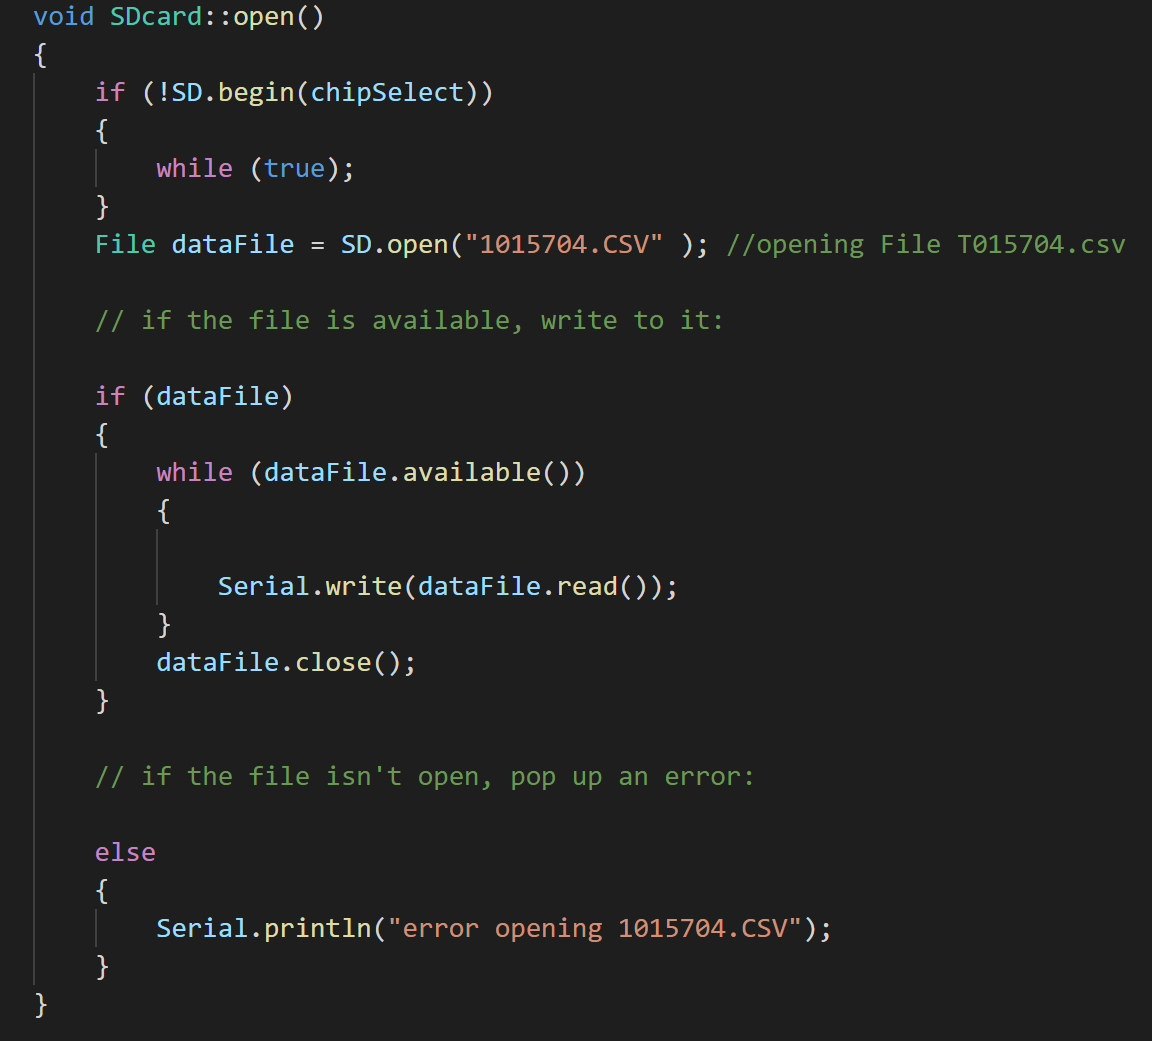 void SDcard::open()
{
    if (!SD.begin(chipSelect))
    {
        while (true);
    }
    File dataFile = SD.open("1015704.CSV" ); //opening File T015704.csv
    // if the file is available, write to it:
    if (dataFile)
    {
        while (dataFile.available())
        {
            Serial.write(dataFile.read());
        }
        dataFile.close();
    }
    // if the file isn't open, pop up an error:
    else
    {
        Serial.println("error opening 1015704.CSV");
    }
}